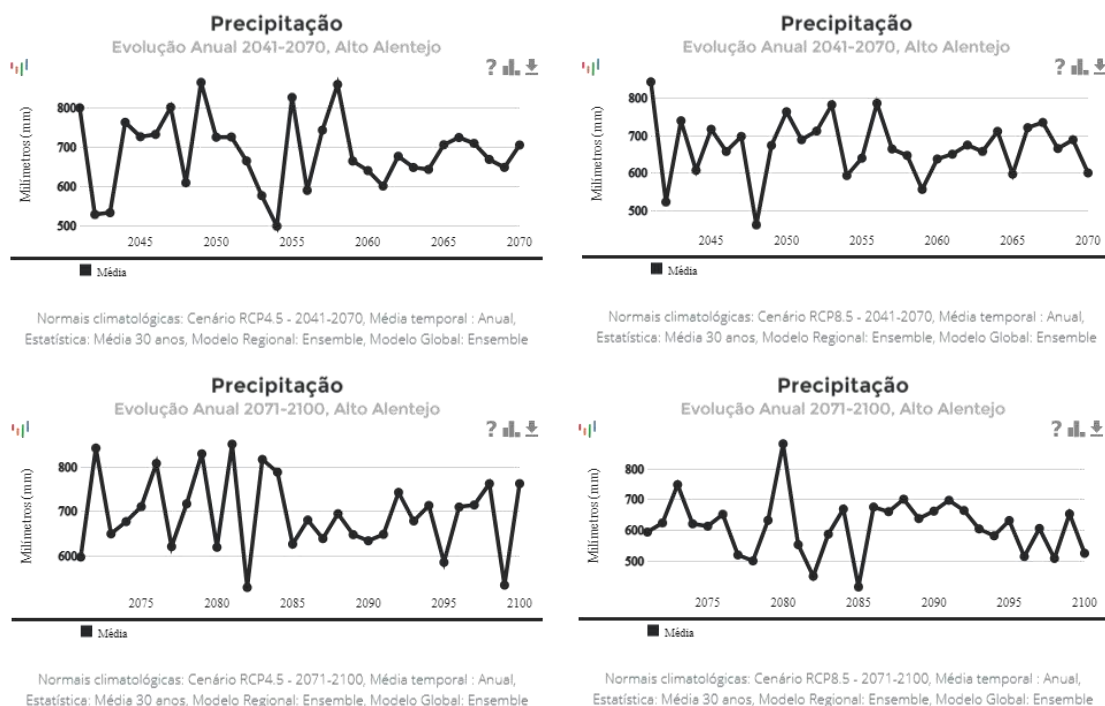 Precipitação
Evolução Anual 2041-2070, Alto Alentejo
?
Milímetros (mm)
800
700
600
500
2045 2050 2055 2060 2065 2070
Média
Normais climatológicas: Cenário RCP4.5 - 2041-2070, Média temporal : Anual,
Estatística: Média 30 anos, Modelo Regional: Ensemble, Modelo Global: Ensemble
Precipitação
Evolução Anual 2041-2070, Alto Alentejo
?
Milímetros (mm)
800
700
600
500
2045 2050 2055 2060 2065 2070
Média
Normais climatológicas: Cenário RCP8.5 - 2041-2070, Média temporal : Anual,
Estatística: Média 30 anos, Modelo Regional: Ensemble, Modelo Global: Ensemble
Precipitação
Evolução Anual 2071-2100, Alto Alentejo
?
Milímetros (mm)
800
700
600
2075 2080 2085 2090 2095 2100
Média
Normais climatológicas: Cenário RCP4.5 - 2071-2100, Média temporal : Anual,
Estatística: Média 30 anos, Modelo Regional: Ensemble, Modelo Global: Ensemble
Precipitação
Evolução Anual 2071-2100, Alto Alentejo
?
Milímetros (mm)
800
700
600
500
2075 2080 2085 2090 2095 2100
Média
Normais climatológicas: Cenário RCP8.5 - 2071-2100, Média temporal : Anual,
Estatística: Média 30 anos, Modelo Regional: Ensemble, Modelo Global: Ensemble